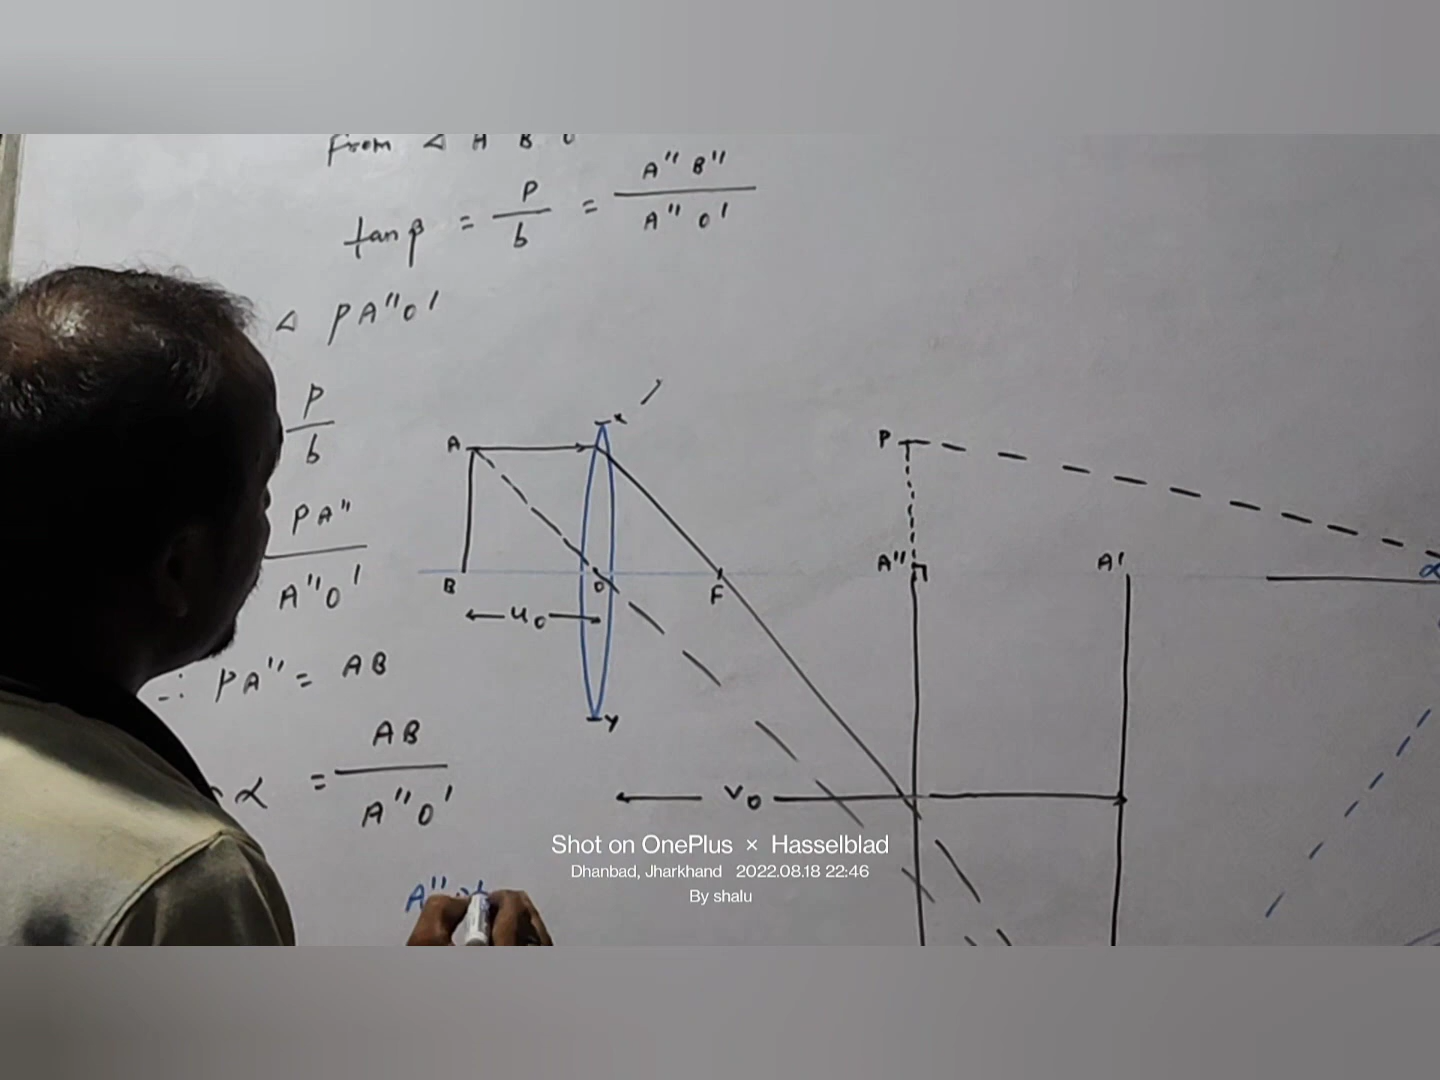 From Δ A B O
tan β = P/b = A" B" / A" O'
Δ PA"O'
P/b
PA" / A"O'
∴ PA" = AB
α = AB / A"O'
A"
x
A
B
O
F
y
u₀
P
A"
A'
α
v₀
Shot on OnePlus × Hasselblad
Dhanbad, Jharkhand 2022.08.18 22:46
By shalu